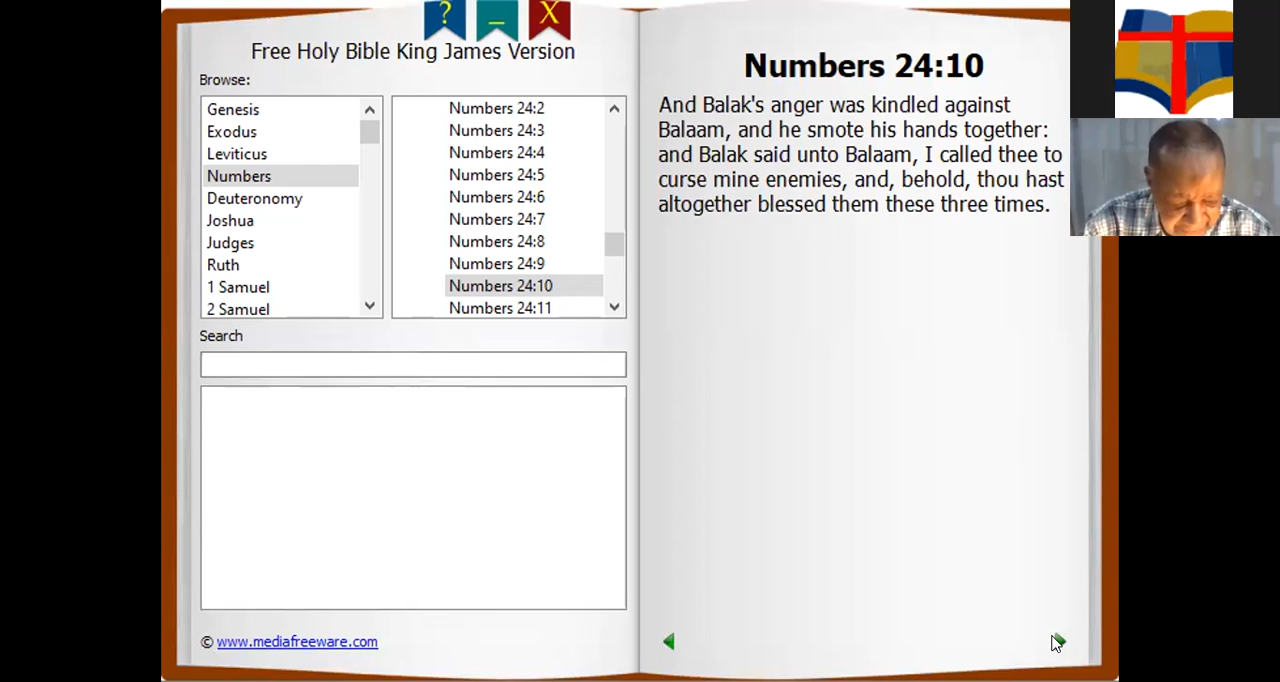 ? _ X
Free Holy Bible King James Version
Browse:
Genesis
Exodus
Leviticus
Numbers
Deuteronomy
Joshua
Judges
Ruth
1 Samuel
2 Samuel
Numbers 24:2
Numbers 24:3
Numbers 24:4
Numbers 24:5
Numbers 24:6
Numbers 24:7
Numbers 24:8
Numbers 24:9
Numbers 24:10
Numbers 24:11
Search
© www.mediafreeware.com
Numbers 24:10
And Balak's anger was kindled against
Balaam, and he smote his hands together:
and Balak said unto Balaam, I called thee to
curse mine enemies, and, behold, thou hast
altogether blessed them these three times.